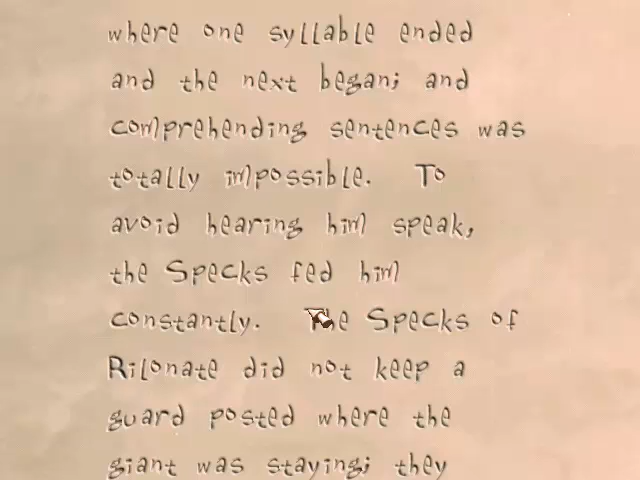 where one syllable ended
and the next began; and
comprehending sentences was
totally impossible. To
avoid hearing him speak,
the Specks fed him
constantly. The Specks of
Rilonate did not keep a
guard posted where the
giant was staying; they